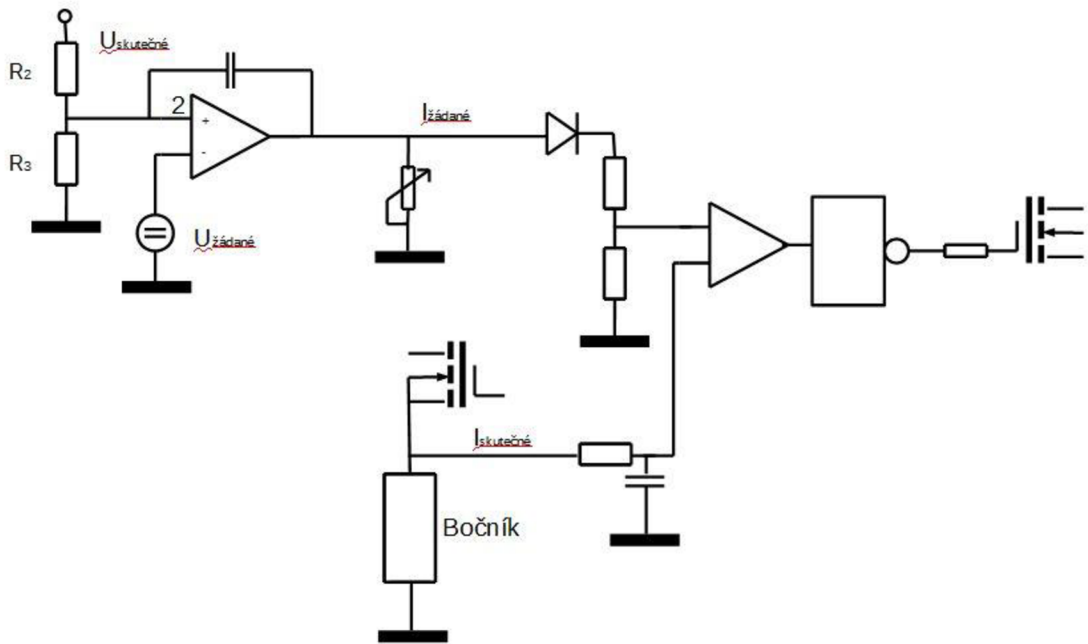 Uskutečné
R2
2
Ižádané
+
R3
-
Užádané
Iskutečné
Bočník